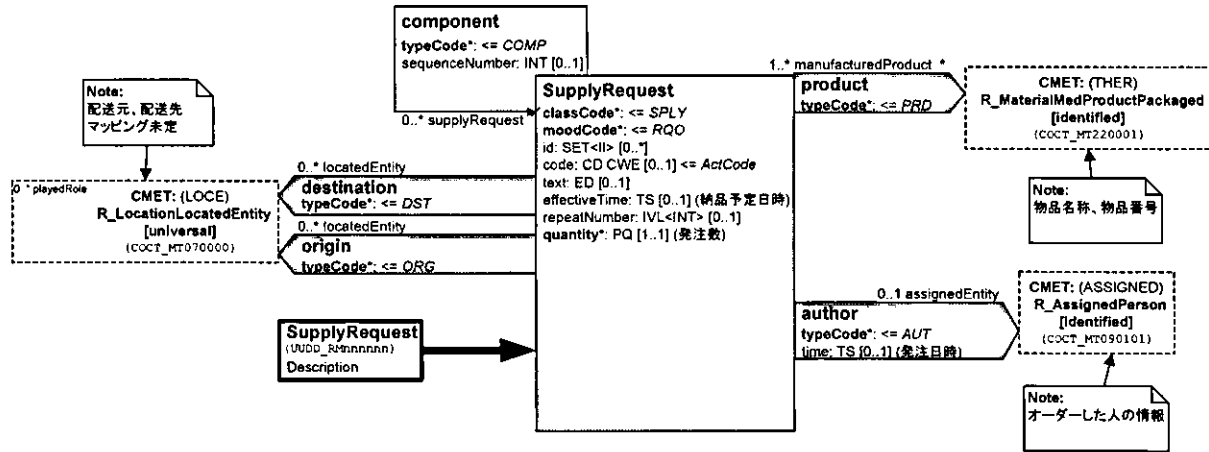 component
typeCode*: <= COMP
sequenceNumber: INT [0..1]
0..* supplyRequest
Note:
配送元、配送先
マッピング未定
0..* playedRole
CMET: (LOCE)
R_LocationLocatedEntity
[universal]
(COCT_MT070000)
0..* locatedEntity
destination
typeCode*: <= DST
0..* locatedEntity
origin
typeCode*: <= ORG
SupplyRequest
(UUDD_RMnnnnnn)
Description
SupplyRequest
classCode*: <= SPLY
moodCode*: <= RQO
id: SET<II> [0..*]
code: CD CWE [0..1] <= ActCode
text: ED [0..1]
effectiveTime: TS [0..1] (納品予定日時)
repeatNumber: IVL<INT> [0..1]
quantity*: PQ [1..1] (発注数)
1..* manufacturedProduct *
product
typeCode*: <= PRD
CMET: (THER)
R_MaterialMedProductPackaged
[identified]
(COCT_MT220001)
Note:
物品名称、物品番号
0..1 assignedEntity
author
typeCode*: <= AUT
time: TS [0..1] (発注日時)
CMET: (ASSIGNED)
R_AssignedPerson
[identified]
(COCT_MT090101)
Note:
オーダーした人の情報